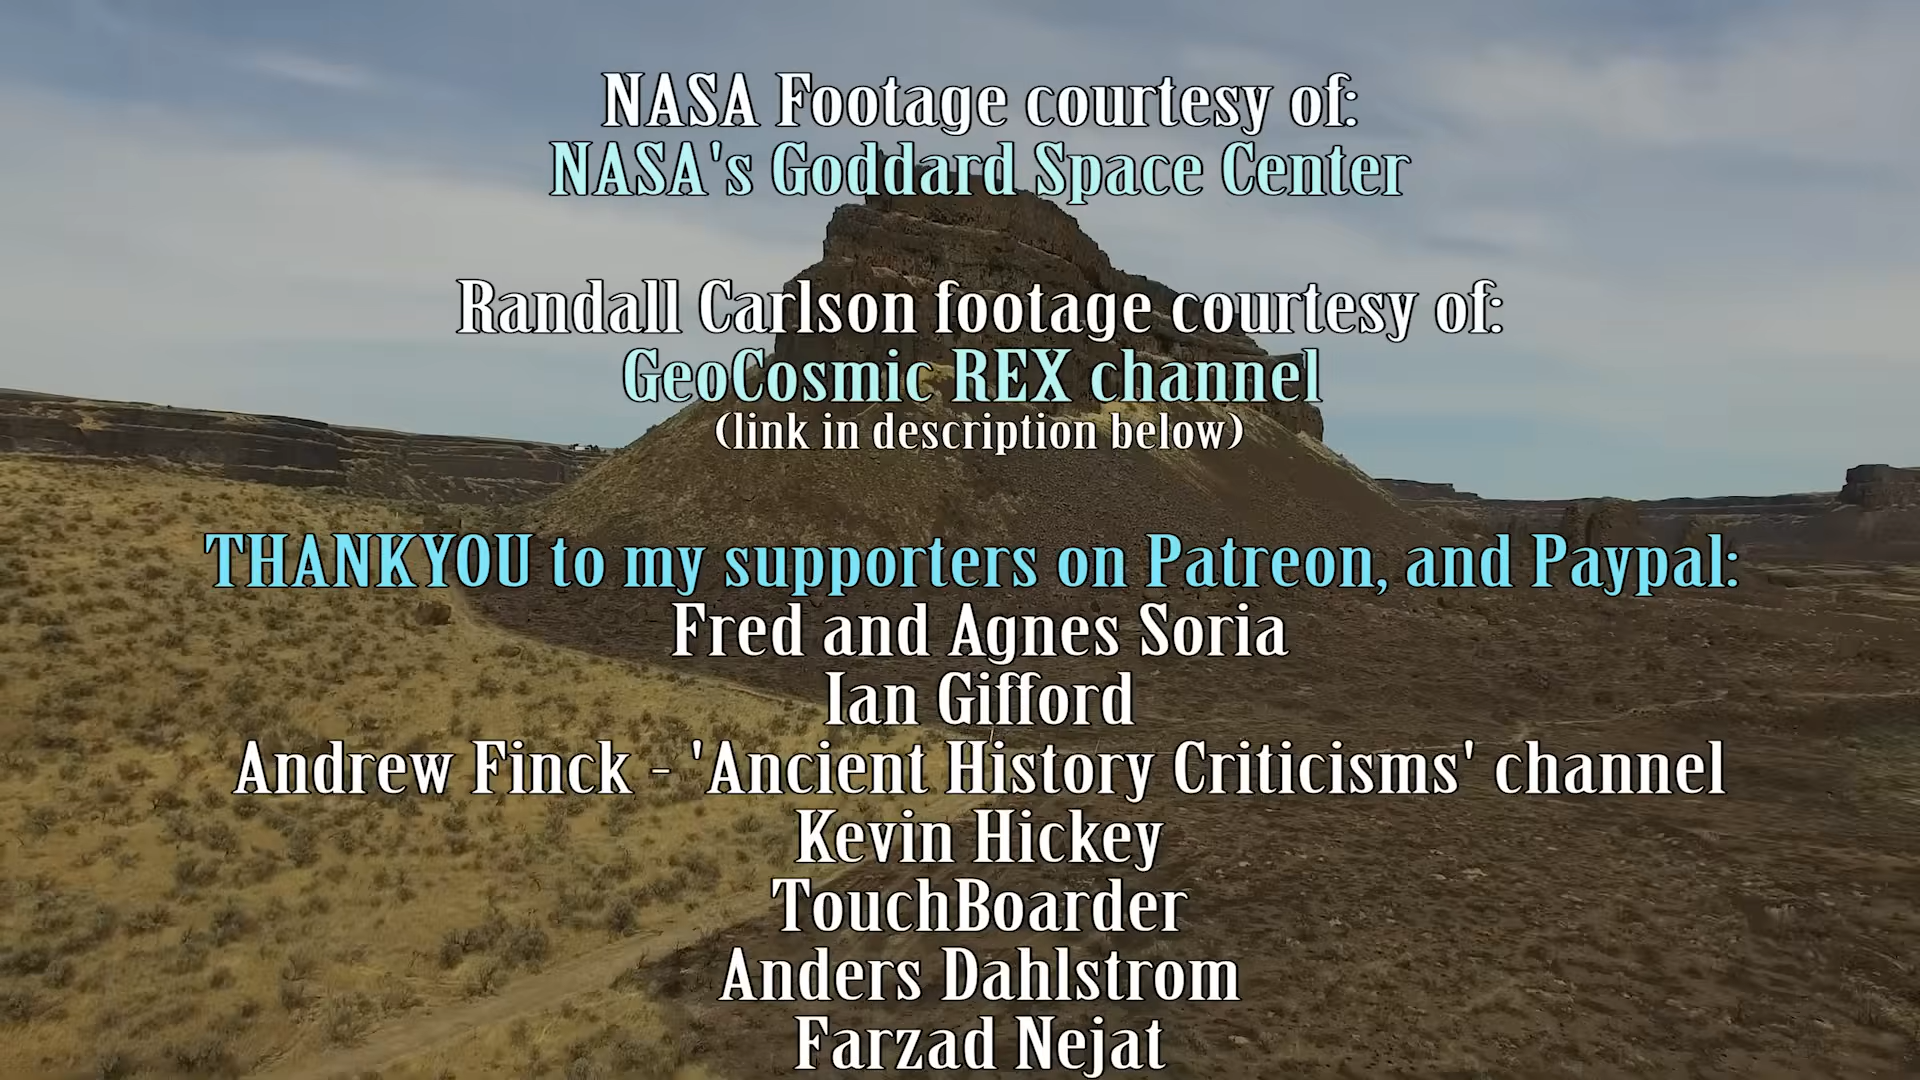 NASA Footage courtesy of:
NASA's Goddard Space Center
Randall Carlson footage courtesy of:
GeoCosmic REX channel
(link in description below)
THANKYOU to my supporters on Patreon, and Paypal:
Fred and Agnes Soria
Ian Gifford
Andrew Finck - 'Ancient History Criticisms' channel
Kevin Hickey
TouchBoarder
Anders Dahlstrom
Farzad Nejat